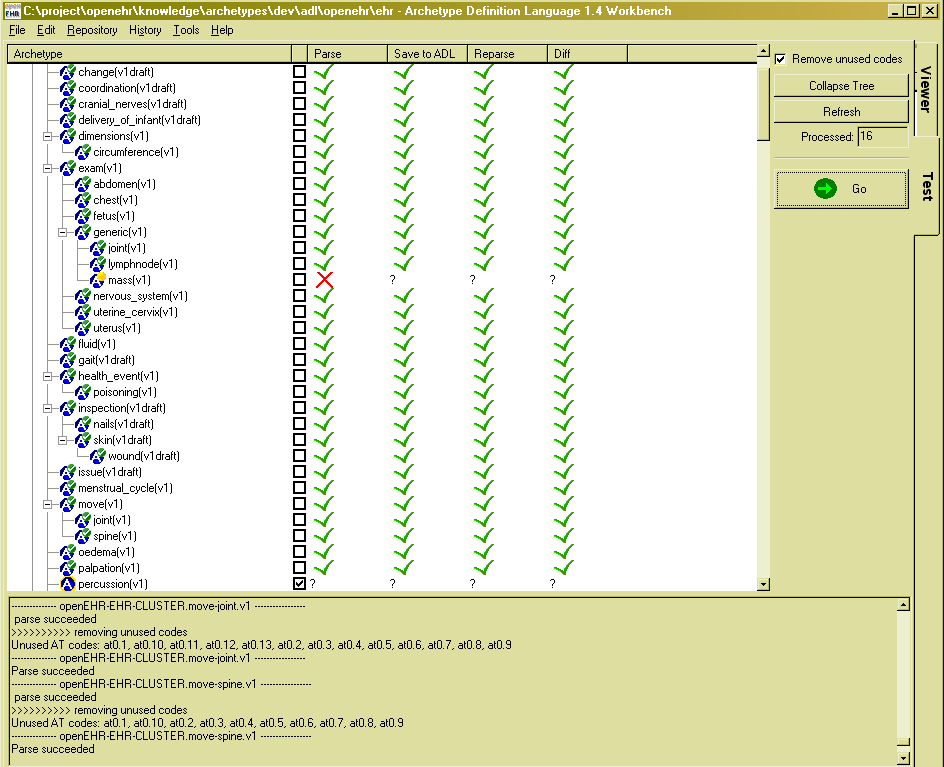 EHR C:\project\openehr\knowledge\archetypes\dev\adl\openehr\ehr - Archetype Definition Language 1.4 Workbench
File Edit Repository History Tools Help
Archetype Parse Save to ADL Reparse Diff
change(v1draft)
coordination(v1draft)
cranial_nerves(v1draft)
delivery_of_infant(v1draft)
dimensions(v1)
circumference(v1)
exam(v1)
abdomen(v1)
chest(v1)
fetus(v1)
generic(v1)
joint(v1)
lymphnode(v1)
mass(v1) ? ? ?
nervous_system(v1)
uterine_cervix(v1)
uterus(v1)
fluid(v1)
gait(v1draft)
health_event(v1)
poisoning(v1)
inspection(v1draft)
nails(v1draft)
skin(v1draft)
wound(v1draft)
issue(v1draft)
menstrual_cycle(v1)
move(v1)
joint(v1)
spine(v1)
oedema(v1)
palpation(v1)
percussion(v1) ? ? ? ?
Remove unused codes
Collapse Tree
Refresh
Processed: 16
Go
Viewer
Test
-------------- openEHR-EHR-CLUSTER.move-joint.v1 ----------------
parse succeeded
>>>>>>>>>> removing unused codes
Unused AT codes: at0.1, at0.10, at0.11, at0.12, at0.13, at0.2, at0.3, at0.4, at0.5, at0.6, at0.7, at0.8, at0.9
-------------- openEHR-EHR-CLUSTER.move-joint.v1 ----------------
Parse succeeded
-------------- openEHR-EHR-CLUSTER.move-spine.v1 ----------------
parse succeeded
>>>>>>>>>> removing unused codes
Unused AT codes: at0.1, at0.10, at0.2, at0.3, at0.4, at0.5, at0.6, at0.7, at0.8, at0.9
-------------- openEHR-EHR-CLUSTER.move-spine.v1 ----------------
Parse succeeded